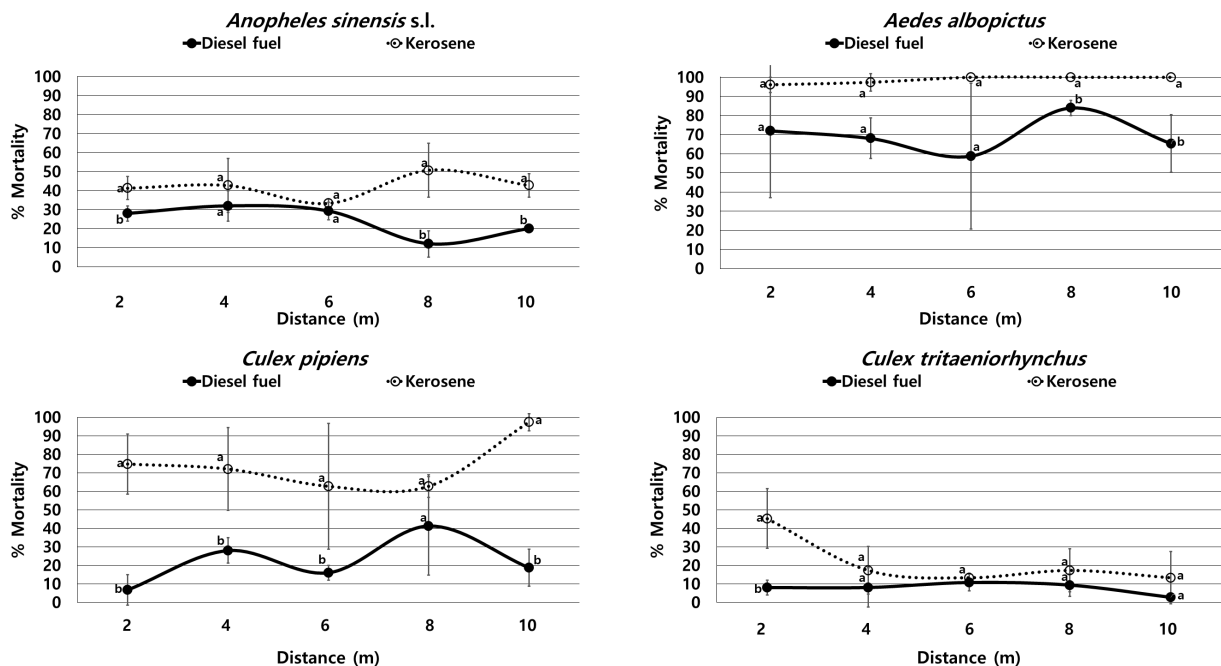 Anopheles sinensis s.l.
Diesel fuel Kerosene
% Mortality
100
90
80
70
60
50
40
30
20
10
0
a a a a a
b a a b b
2 4 6 8 10
Distance (m)
Aedes albopictus
Diesel fuel Kerosene
% Mortality
100
90
80
70
60
50
40
30
20
10
0
a a a a a
a a a b b
2 4 6 8 10
Distance (m)
Culex pipiens
Diesel fuel Kerosene
% Mortality
100
90
80
70
60
50
40
30
20
10
0
a a a a a
b b b a b
2 4 6 8 10
Distance (m)
Culex tritaeniorhynchus
Diesel fuel Kerosene
% Mortality
100
90
80
70
60
50
40
30
20
10
0
a a a a a
b a a a a
2 4 6 8 10
Distance (m)